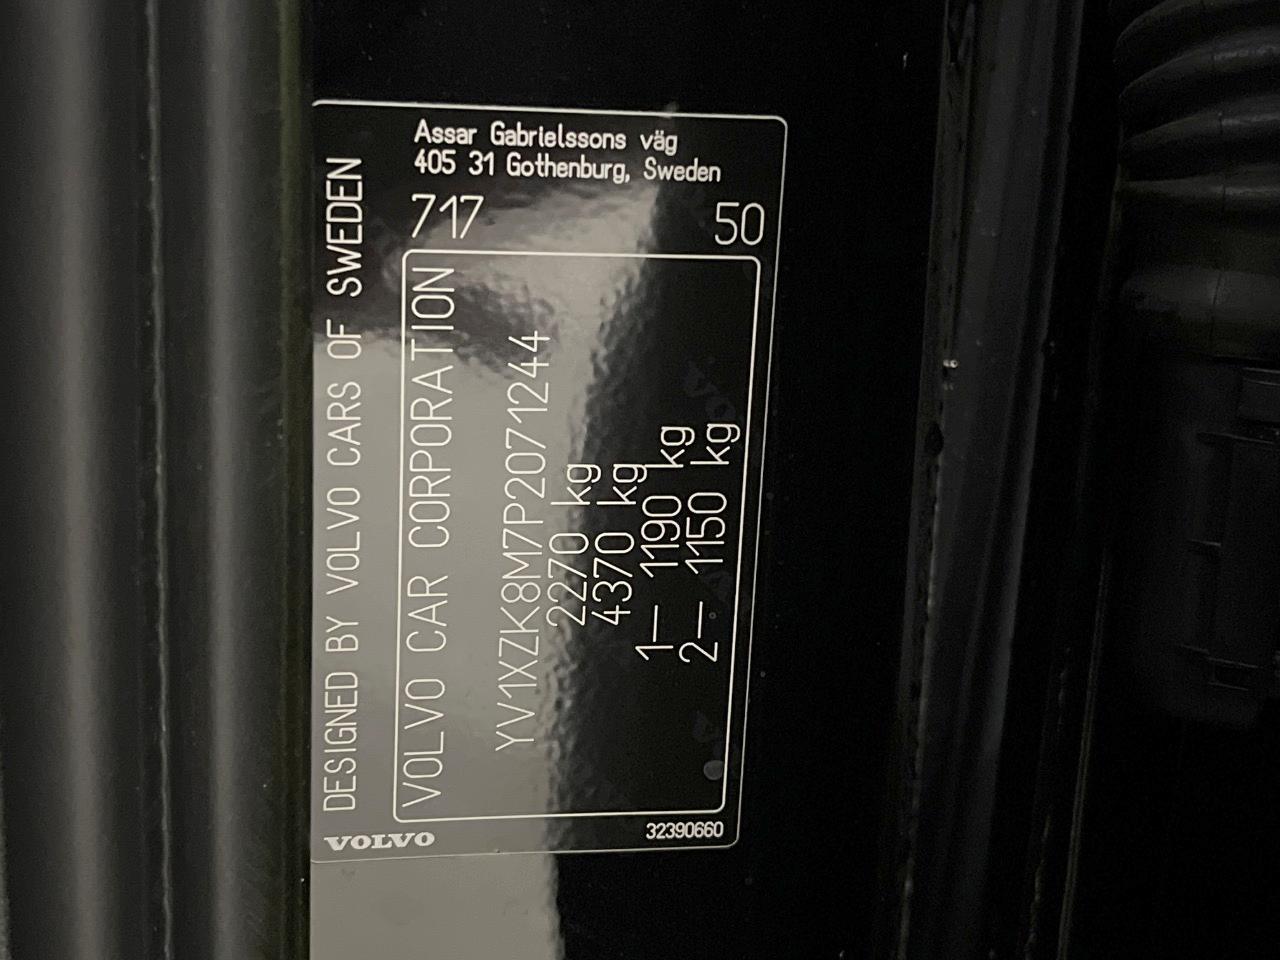 Assar Gabrielssons väg
405 31 Gothenburg, Sweden
717 50
DESIGNED BY VOLVO CARS OF SWEDEN
VOLVO CAR CORPORATION
YV1XZK8M7P2071244
2270 kg
4370 kg
1— 1190 kg
2— 1150 kg
VOLVO
32390660